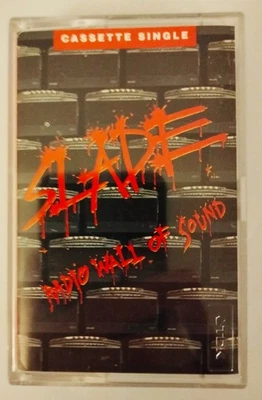 CASSETTE SINGLE
SLADE
RADIO WALL OF SOUND